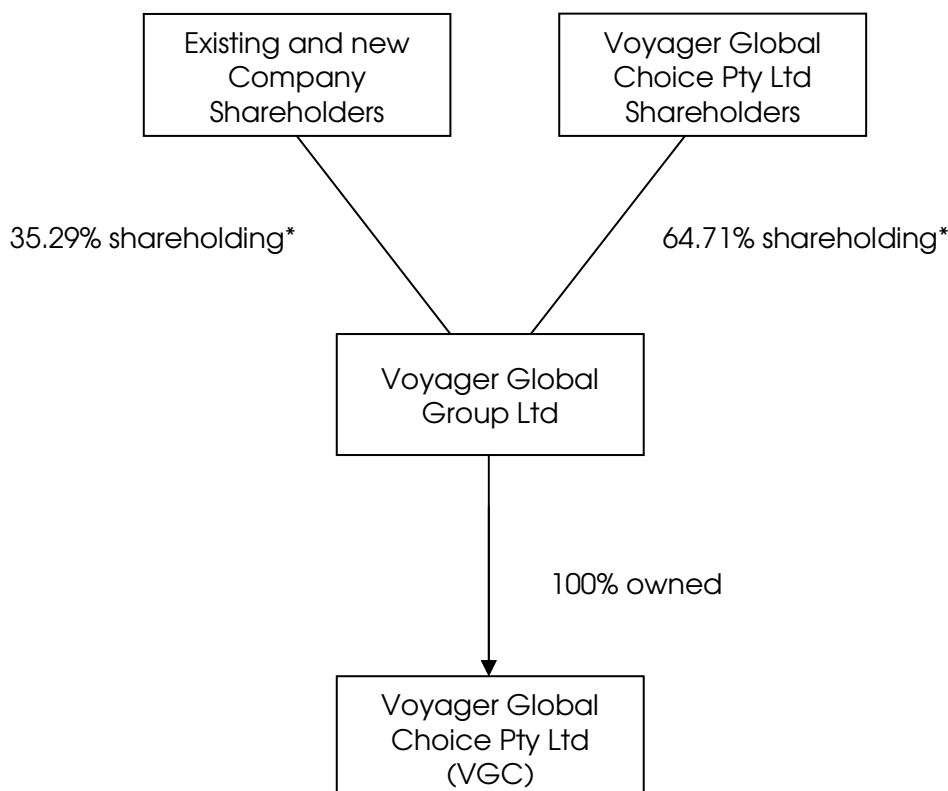 Existing and new
Company
Shareholders
Voyager Global
Choice Pty Ltd
Shareholders
35.29% shareholding*
64.71% shareholding*
Voyager Global
Group Ltd
100% owned
Voyager Global
Choice Pty Ltd
(VGC)